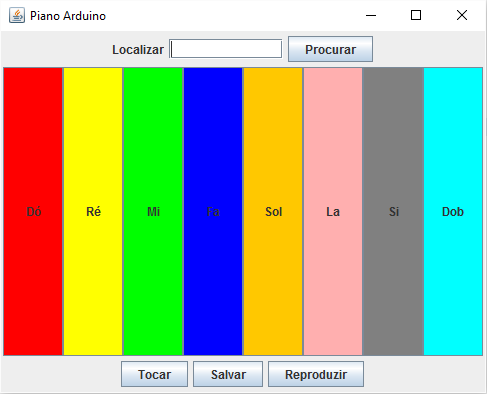 Piano Arduino
Localizar Procurar
Dó Ré Mi Fa Sol La Si Dob
Tocar Salvar Reproduzir